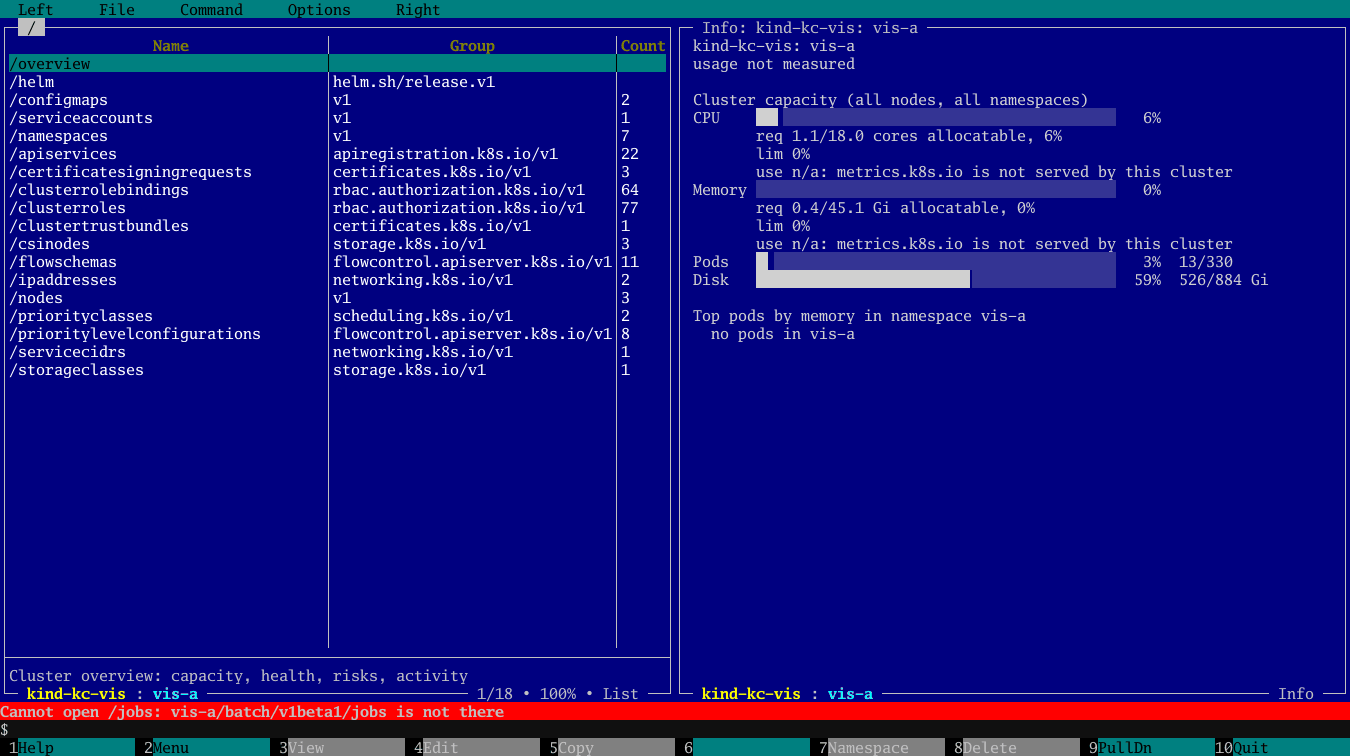 Left File Command Options Right
/
Name Group Count
/overview
/helm helm.sh/release.v1
/configmaps v1 2
/serviceaccounts v1 1
/namespaces v1 7
/apiservices apiregistration.k8s.io/v1 22
/certificatesigningrequests certificates.k8s.io/v1 3
/clusterrolebindings rbac.authorization.k8s.io/v1 64
/clusterroles rbac.authorization.k8s.io/v1 77
/clustertrustbundles certificates.k8s.io/v1 1
/csinodes storage.k8s.io/v1 3
/flowschemas flowcontrol.apiserver.k8s.io/v1 11
/ipaddresses networking.k8s.io/v1 2
/nodes v1 3
/priorityclasses scheduling.k8s.io/v1 2
/prioritylevelconfigurations flowcontrol.apiserver.k8s.io/v1 8
/servicecidrs networking.k8s.io/v1 1
/storageclasses storage.k8s.io/v1 1
Cluster overview: capacity, health, risks, activity
kind-kc-vis : vis-a 1/18 • 100% • List
Info: kind-kc-vis: vis-a
kind-kc-vis: vis-a
usage not measured
Cluster capacity (all nodes, all namespaces)
CPU 6%
req 1.1/18.0 cores allocatable, 6%
lim 0%
use n/a: metrics.k8s.io is not served by this cluster
Memory 0%
req 0.4/45.1 Gi allocatable, 0%
lim 0%
use n/a: metrics.k8s.io is not served by this cluster
Pods 3% 13/330
Disk 59% 526/884 Gi
Top pods by memory in namespace vis-a
no pods in vis-a
kind-kc-vis : vis-a Info
Cannot open /jobs: vis-a/batch/v1beta1/jobs is not there
$
1Help 2Menu 3View 4Edit 5Copy 6 7Namespace 8Delete 9PullDn 10Quit